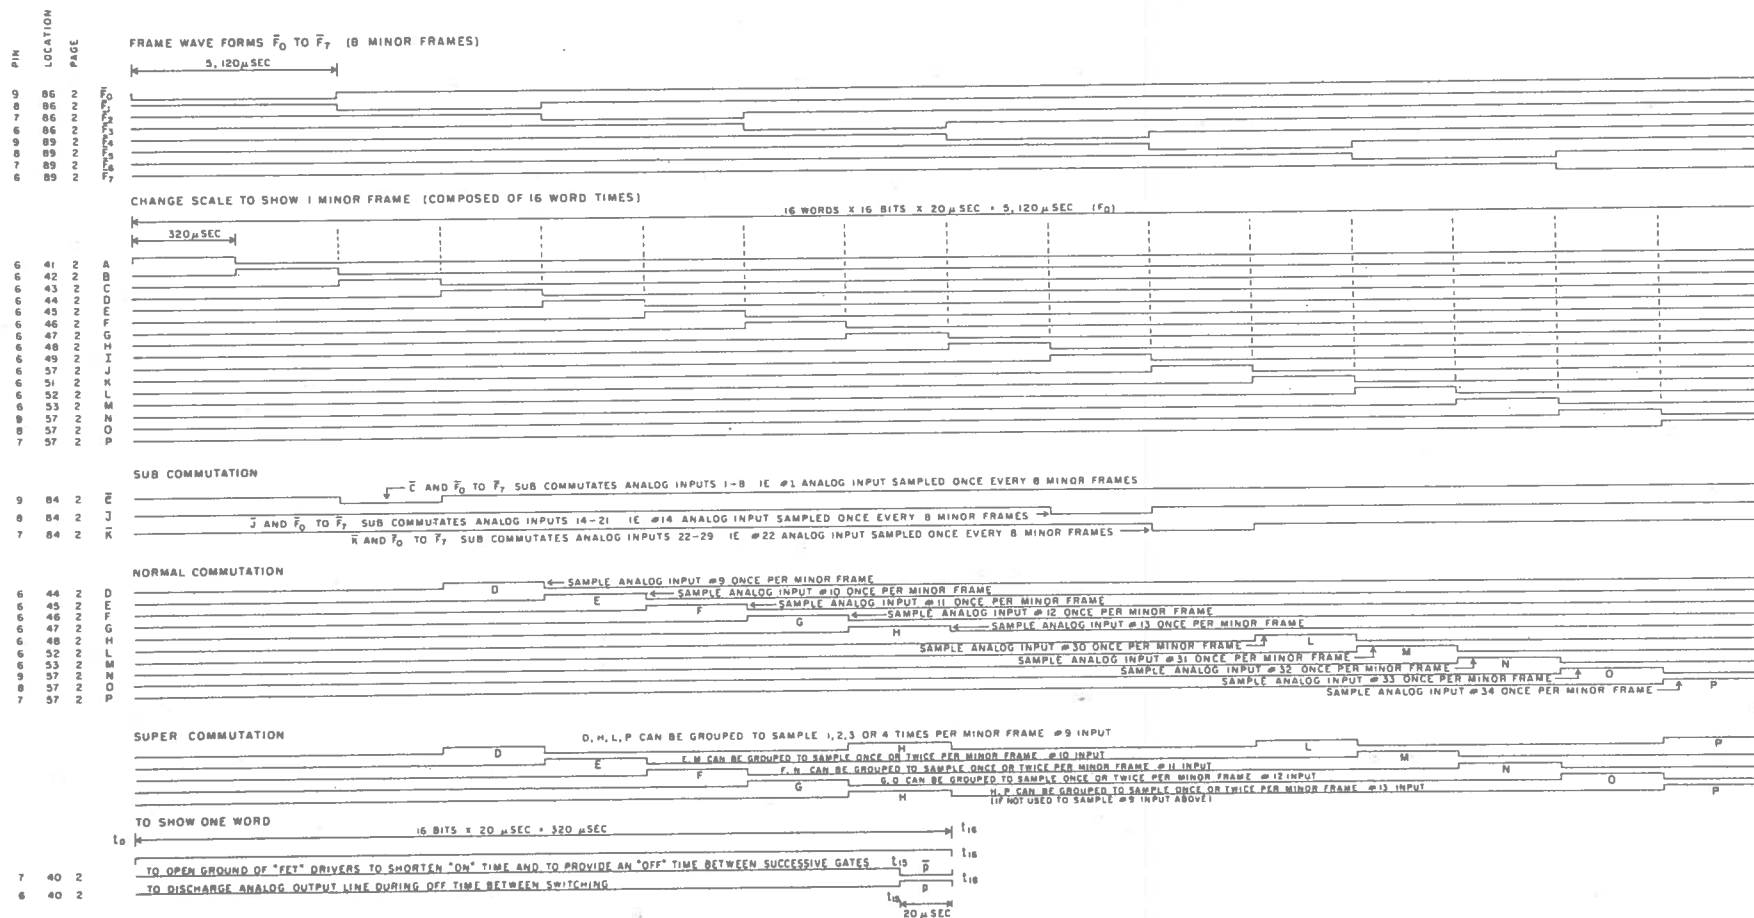 PIN LOCATION PAGE
FRAME WAVE FORMS F̄0 TO F̄7 (8 MINOR FRAMES)
5,120µSEC
9 86 2 F̄0
8 86 2 F̄1
7 86 2 F̄2
6 86 2 F̄3
9 89 2 F̄4
8 89 2 F̄5
7 89 2 F̄6
6 89 2 F̄7
CHANGE SCALE TO SHOW 1 MINOR FRAME (COMPOSED OF 16 WORD TIMES)
16 WORDS X 16 BITS X 20µSEC = 5,120µSEC (F0)
320µSEC
6 41 2 A
6 42 2 B
6 43 2 C
6 44 2 D
6 45 2 E
6 46 2 F
6 47 2 G
6 48 2 H
6 49 2 I
6 57 2 J
6 51 2 K
6 52 2 L
6 53 2 M
9 57 2 N
8 57 2 O
7 57 2 P
SUB COMMUTATION
C̄ AND F̄0 TO F̄7 SUB COMMUTATES ANALOG INPUTS 1-8 IE #1 ANALOG INPUT SAMPLED ONCE EVERY 8 MINOR FRAMES
9 84 2 C̄
8 84 2 J̄
J̄ AND F̄0 TO F̄7 SUB COMMUTATES ANALOG INPUTS 14-21 IE #14 ANALOG INPUT SAMPLED ONCE EVERY 8 MINOR FRAMES
7 84 2 K̄
K̄ AND F̄0 TO F̄7 SUB COMMUTATES ANALOG INPUTS 22-29 IE #22 ANALOG INPUT SAMPLED ONCE EVERY 8 MINOR FRAMES
NORMAL COMMUTATION
D SAMPLE ANALOG INPUT #9 ONCE PER MINOR FRAME
6 44 2 D
E SAMPLE ANALOG INPUT #10 ONCE PER MINOR FRAME
6 45 2 E
F SAMPLE ANALOG INPUT #11 ONCE PER MINOR FRAME
6 46 2 F
G SAMPLE ANALOG INPUT #12 ONCE PER MINOR FRAME
6 47 2 G
H SAMPLE ANALOG INPUT #13 ONCE PER MINOR FRAME
6 48 2 H
SAMPLE ANALOG INPUT #30 ONCE PER MINOR FRAME L
6 52 2 L
SAMPLE ANALOG INPUT #31 ONCE PER MINOR FRAME M
6 53 2 M
SAMPLE ANALOG INPUT #32 ONCE PER MINOR FRAME N
9 57 2 N
SAMPLE ANALOG INPUT #33 ONCE PER MINOR FRAME O
8 57 2 O
SAMPLE ANALOG INPUT #34 ONCE PER MINOR FRAME P
7 57 2 P
SUPER COMMUTATION
D, H, L, P CAN BE GROUPED TO SAMPLE 1,2,3 OR 4 TIMES PER MINOR FRAME #9 INPUT
D H L P
E E, M CAN BE GROUPED TO SAMPLE ONCE OR TWICE PER MINOR FRAME #10 INPUT M
F F, N CAN BE GROUPED TO SAMPLE ONCE OR TWICE PER MINOR FRAME #11 INPUT N
G G, O CAN BE GROUPED TO SAMPLE ONCE OR TWICE PER MINOR FRAME #12 INPUT O
H H, P CAN BE GROUPED TO SAMPLE ONCE OR TWICE PER MINOR FRAME #13 INPUT P
(IF NOT USED TO SAMPLE #9 INPUT ABOVE)
TO SHOW ONE WORD
t0 16 BITS X 20 µSEC = 320 µSEC t16
t16
TO OPEN GROUND OF "FET" DRIVERS TO SHORTEN "ON" TIME AND TO PROVIDE AN "OFF" TIME BETWEEN SUCCESSIVE GATES t15 p̄
7 40 2
t16
TO DISCHARGE ANALOG OUTPUT LINE DURING OFF TIME BETWEEN SWITCHING p
6 40 2
t15
20 µSEC